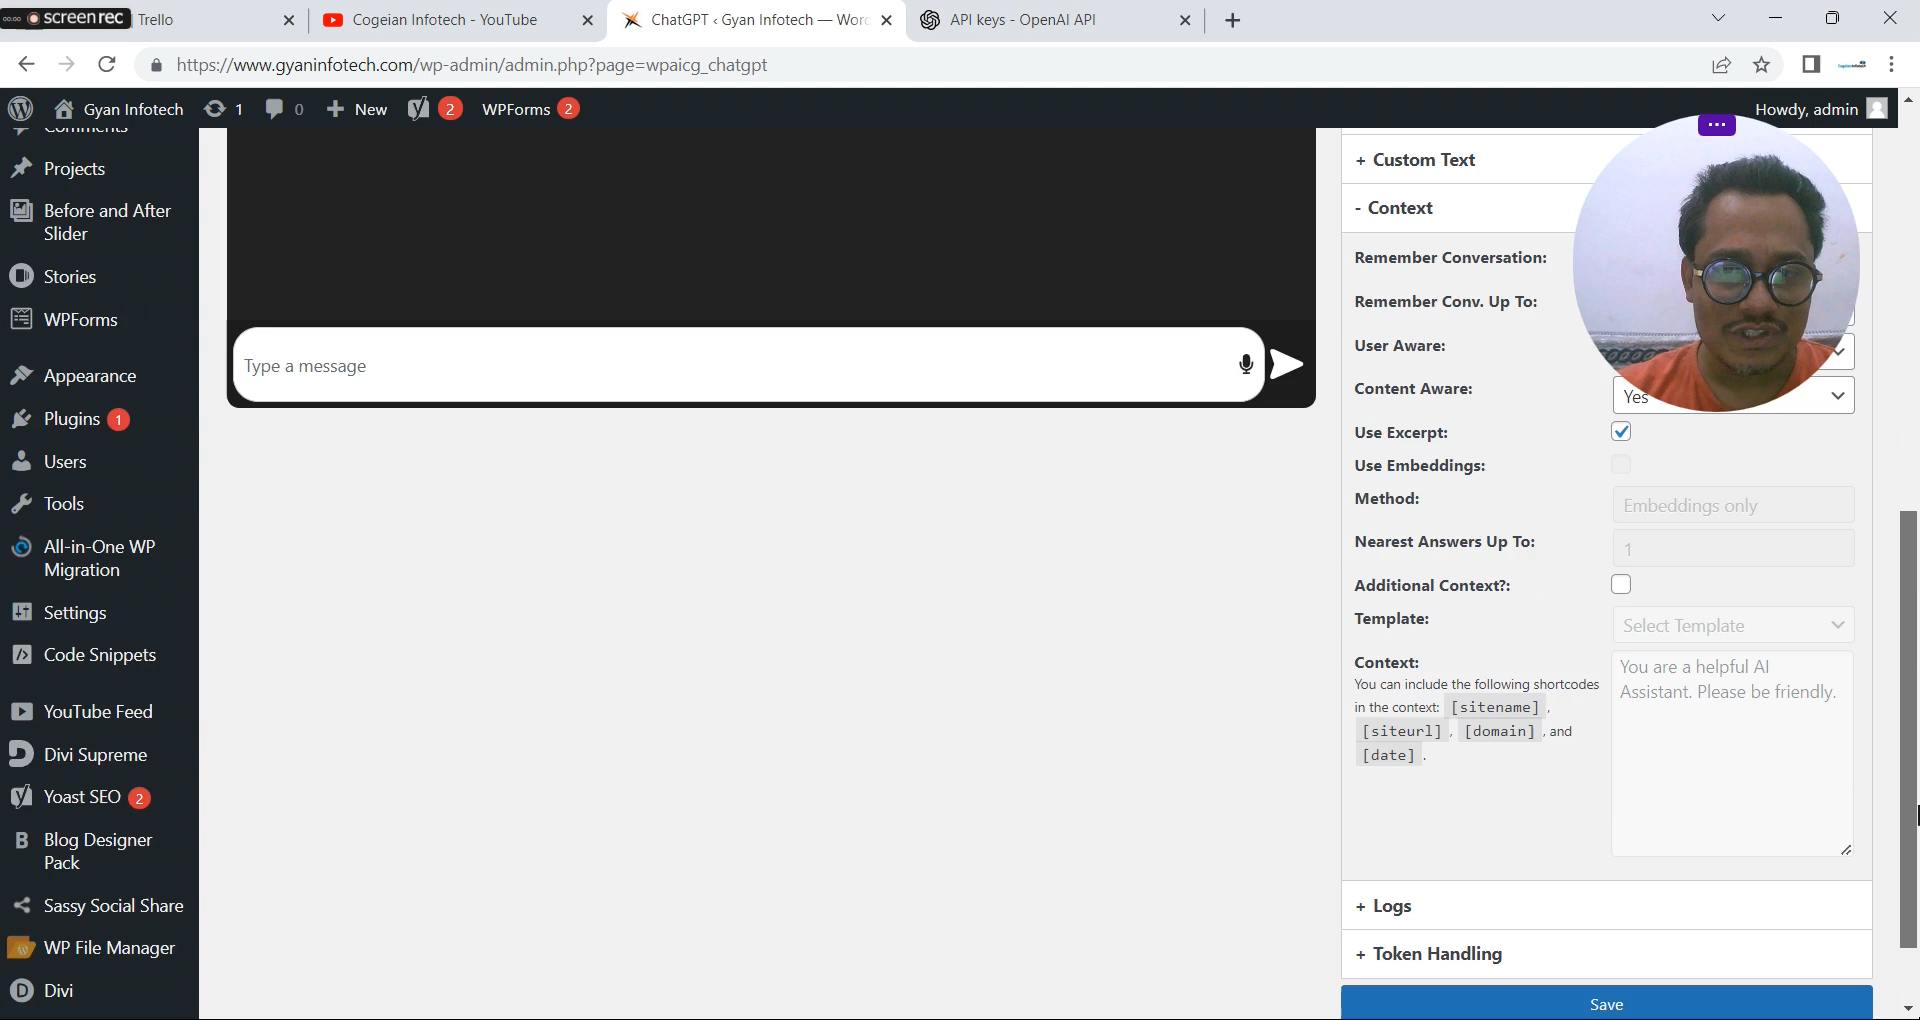 00:00 screen rec Trello
Cogeian Infotech - YouTube
ChatGPT ‹ Gyan Infotech — Word
API keys - OpenAI API
https://www.gyaninfotech.com/wp-admin/admin.php?page=wpaicg_chatgpt
Gyan Infotech
1
0
New
2
WPForms 2
Howdy, admin
Comments
Projects
Before and After
Slider
Stories
WPForms
Appearance
Plugins 1
Users
Tools
All-in-One WP
Migration
Settings
Code Snippets
YouTube Feed
Divi Supreme
Yoast SEO 2
Blog Designer
Pack
Sassy Social Share
WP File Manager
Divi
Type a message
+ Custom Text
- Context
Remember Conversation:
Remember Conv. Up To:
User Aware:
Content Aware:
Yes
Use Excerpt:
Use Embeddings:
Method:
Embeddings only
Nearest Answers Up To:
1
Additional Context?:
Template:
Select Template
Context:
You can include the following shortcodes
in the context: [sitename] ,
[siteurl] , [domain] , and
[date] .
You are a helpful AI
Assistant. Please be friendly.
+ Logs
+ Token Handling
Save